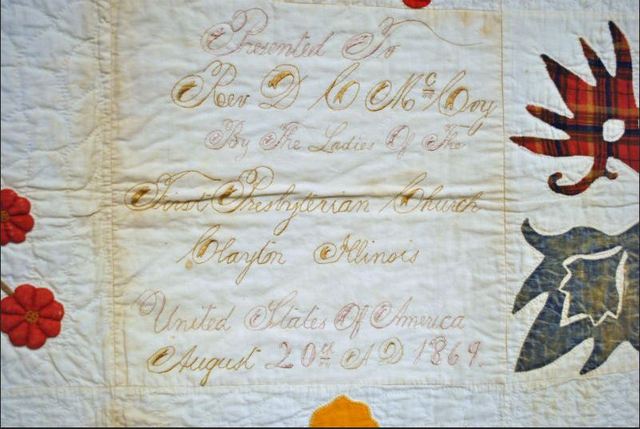 Presented To
Rev D C McCoy
By The Ladies Of The
First Presbyterian Church
Clayton Illinois
United States Of America
August 20th A D 1869.